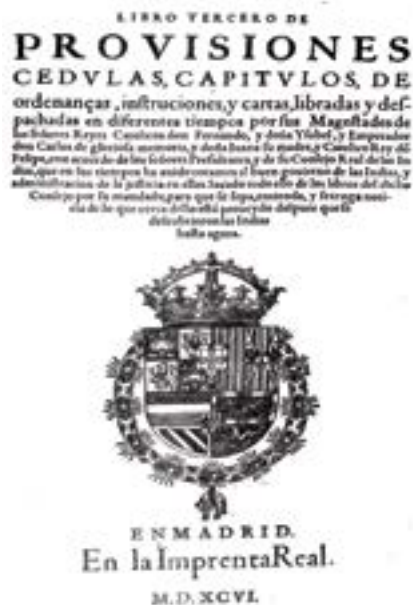 LIBRO TERCERO DE
PROVISIONES
CEDVLAS, CAPITVLOS, DE
ordenanças, instruciones, y cartas, libradas y des-
pachadas en diferentes tiempos por sus Magestades de
los señores Reyes Catolicos don Fernando, y doña Ysabel, y Emperador
don Carlos de gloriosa memoria, y doña Iuana su madre, y Catolico Rey dõ
Felipe, con acuerdo de los señores Presidentes, y de su Consejo Real de las In
dias, que en sus tiempos ha auido tocantes al buen gouierno de las Indias, y
administracion de la justicia en ellas. Sacado todo ello de los libros del dicho
Consejo por su mandado, para que se sepa, entienda, y se tenga noti-
cia de lo que cerca dello está proueydo despues que se
descubrieron las Indias
hasta agora.
EN MADRID.
En la Imprenta Real.
M.D.XCVI.